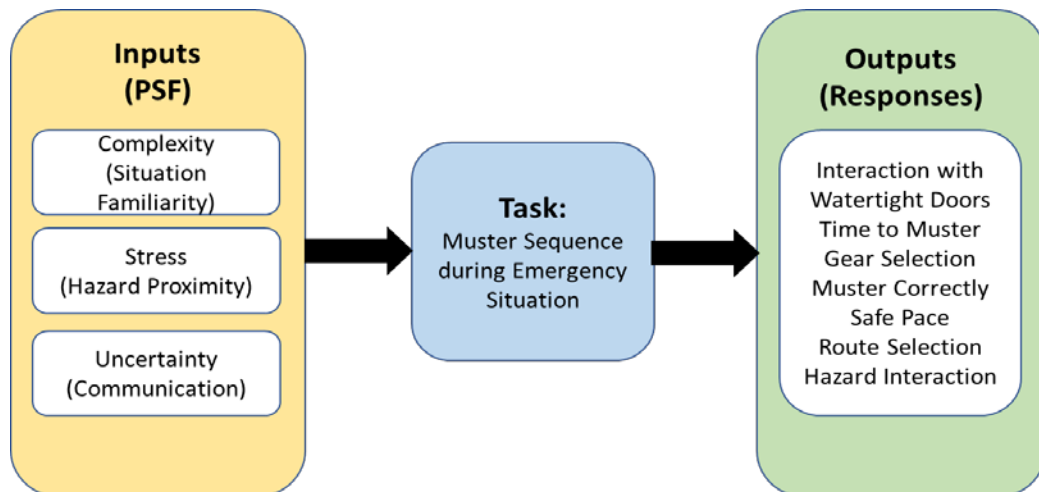 Inputs
(PSF)
Complexity
(Situation
Familiarity)
Stress
(Hazard Proximity)
Uncertainty
(Communication)
Task:
Muster Sequence
during Emergency
Situation
Outputs
(Responses)
Interaction with
Watertight Doors
Time to Muster
Gear Selection
Muster Correctly
Safe Pace
Route Selection
Hazard Interaction